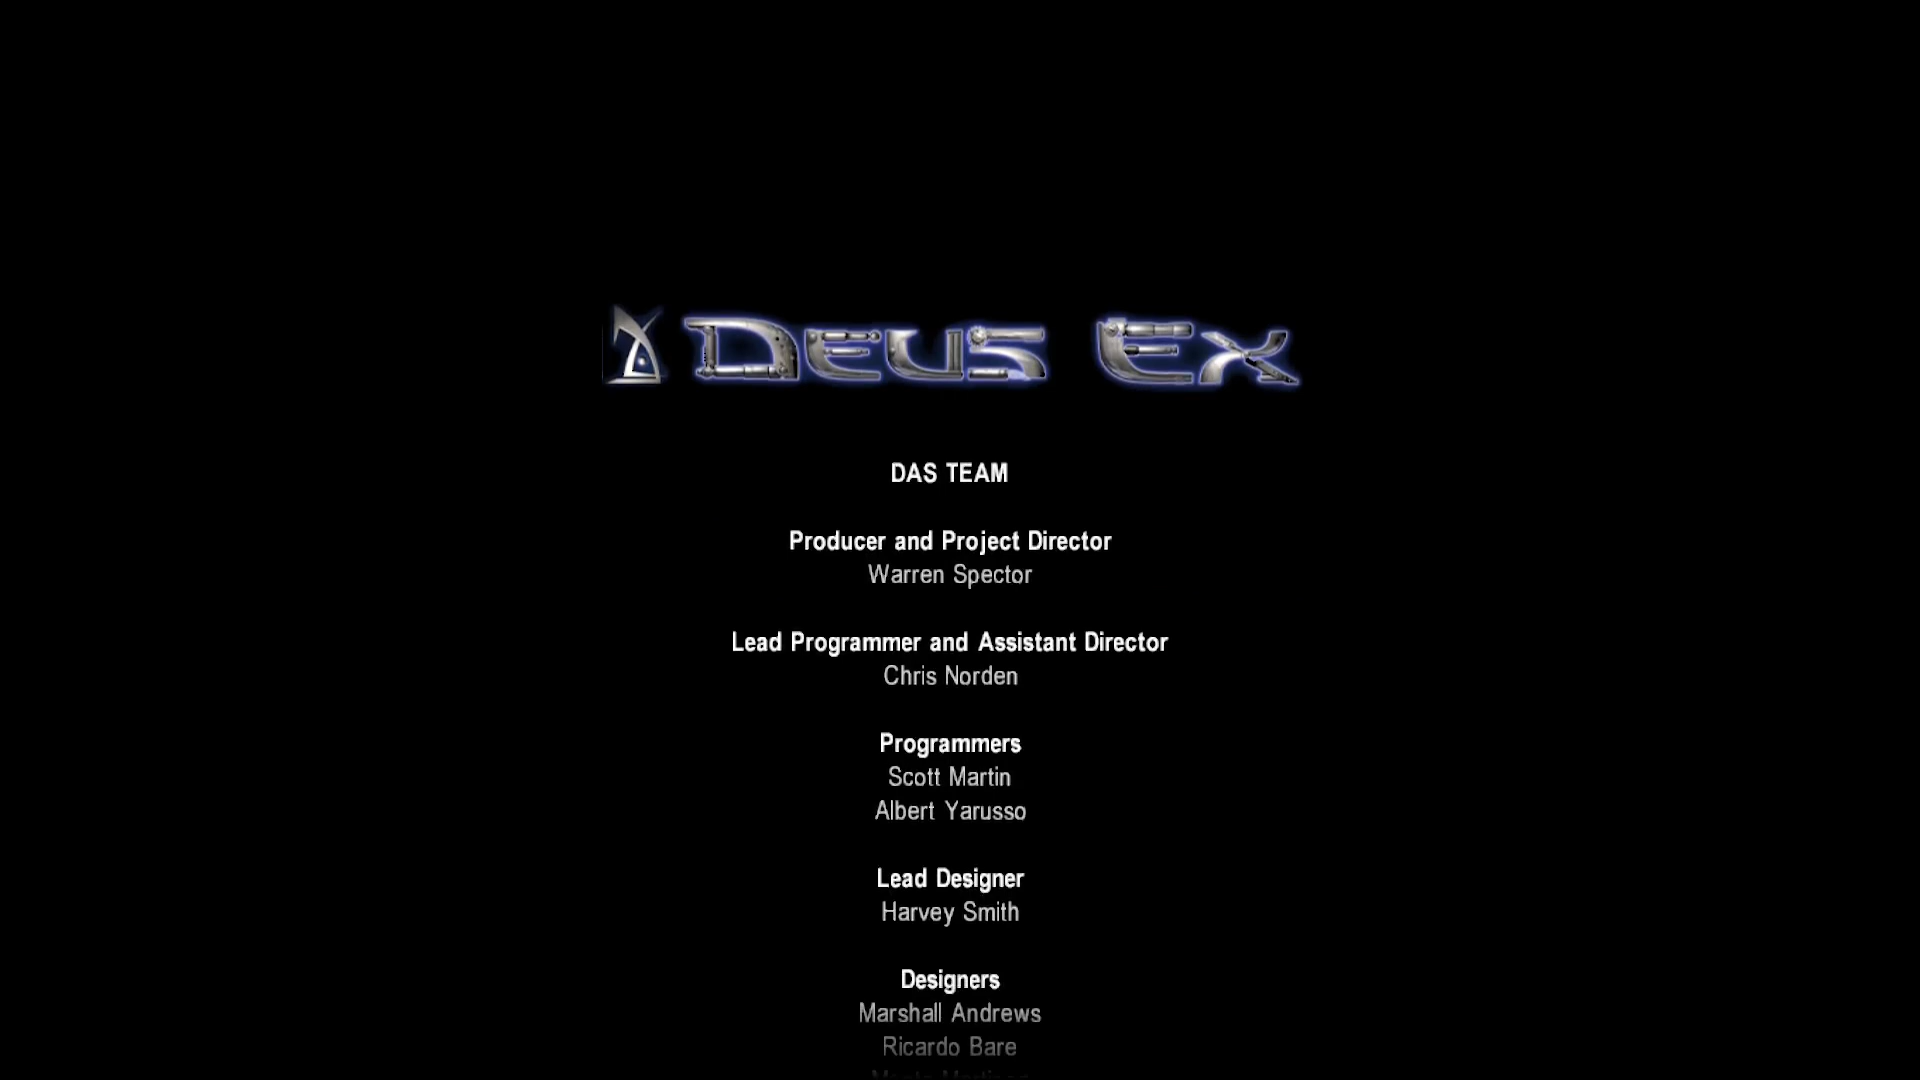 DEUS EX
DAS TEAM
Producer and Project Director
Warren Spector
Lead Programmer and Assistant Director
Chris Norden
Programmers
Scott Martin
Albert Yarusso
Lead Designer
Harvey Smith
Designers
Marshall Andrews
Ricardo Bare